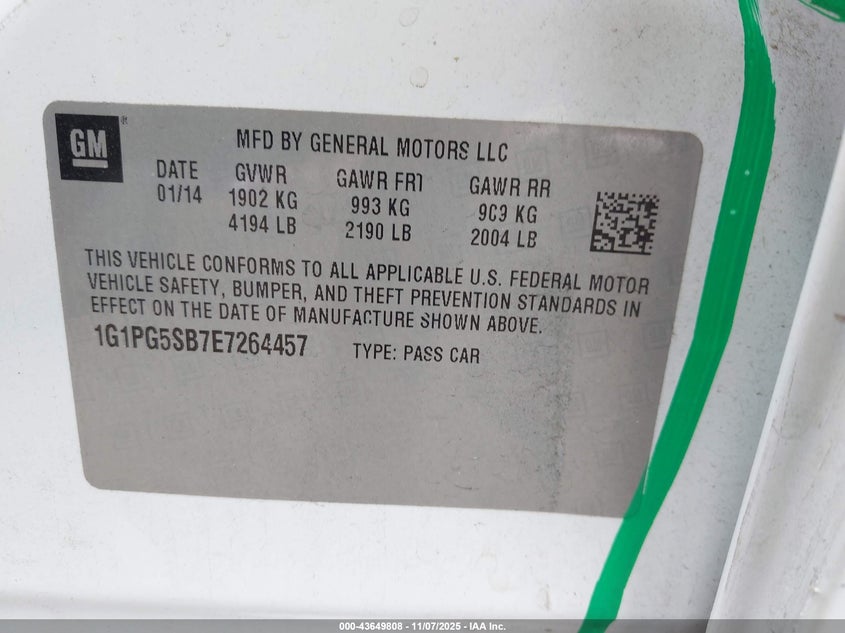 GM
MFD BY GENERAL MOTORS LLC
DATE GVWR GAWR FRT GAWR RR
01/14 1902 KG 993 KG 909 KG
4194 LB 2190 LB 2004 LB
THIS VEHICLE CONFORMS TO ALL APPLICABLE U.S. FEDERAL MOTOR
VEHICLE SAFETY, BUMPER, AND THEFT PREVENTION STANDARDS IN
EFFECT ON THE DATE OF MANUFACTURE SHOWN ABOVE.
1G1PG5SB7E7264457 TYPE: PASS CAR
000-43649808 - 11/07/2025 - IAA Inc.